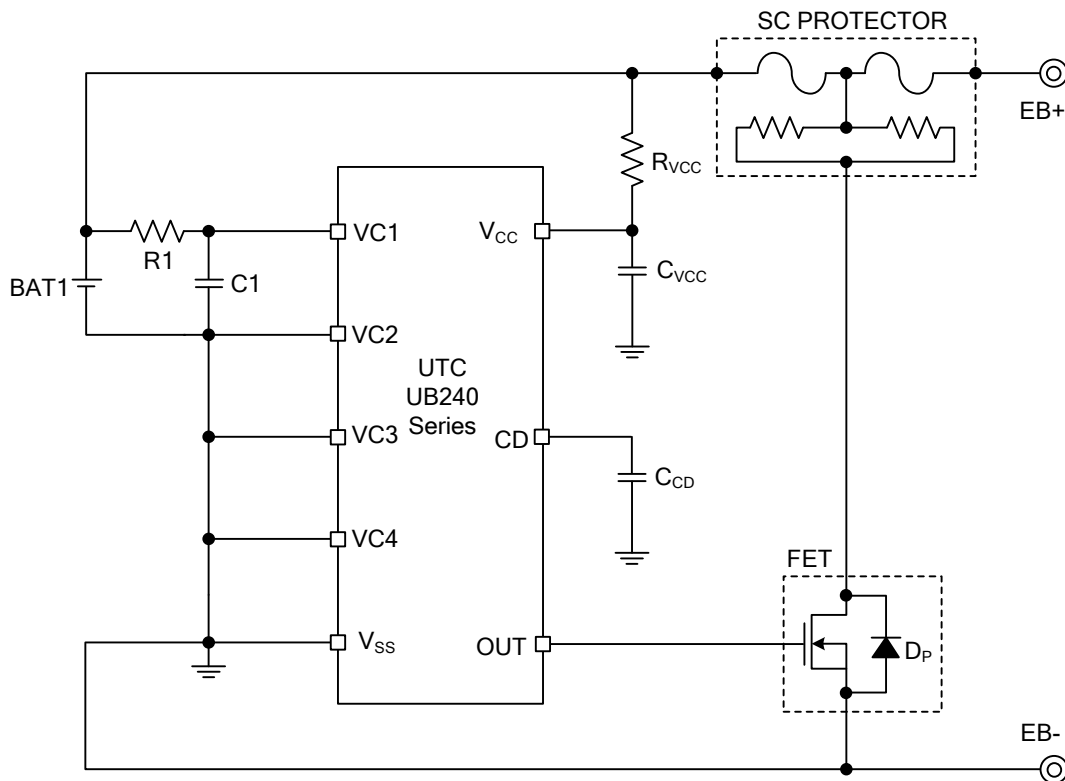 SC PROTECTOR
EB+
RVCC
VC1
VCC
R1
C1
CVCC
BAT1
VC2
UTC
UB240
Series
VC3
CD
CCD
VC4
FET
VSS
OUT
DP
EB-